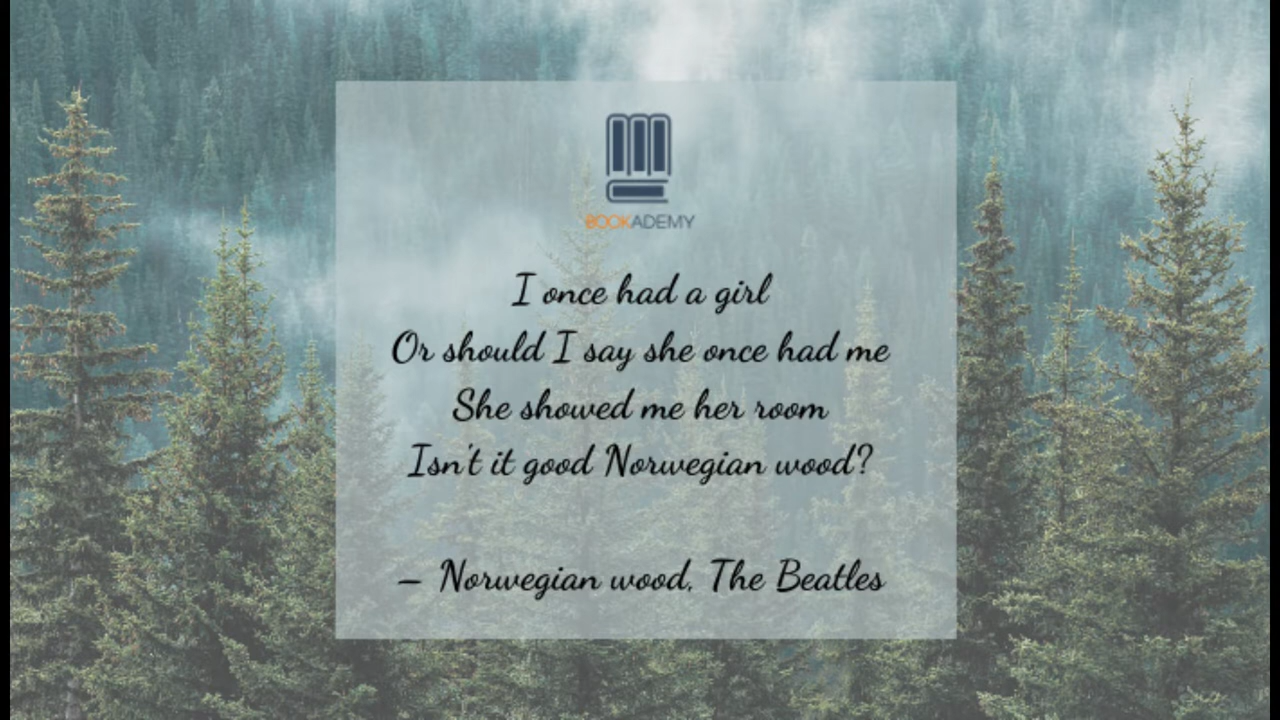 BOOKADEMY
I once had a girl
Or should I say she once had me
She showed me her room
Isn't it good Norwegian wood?
– Norwegian wood, The Beatles